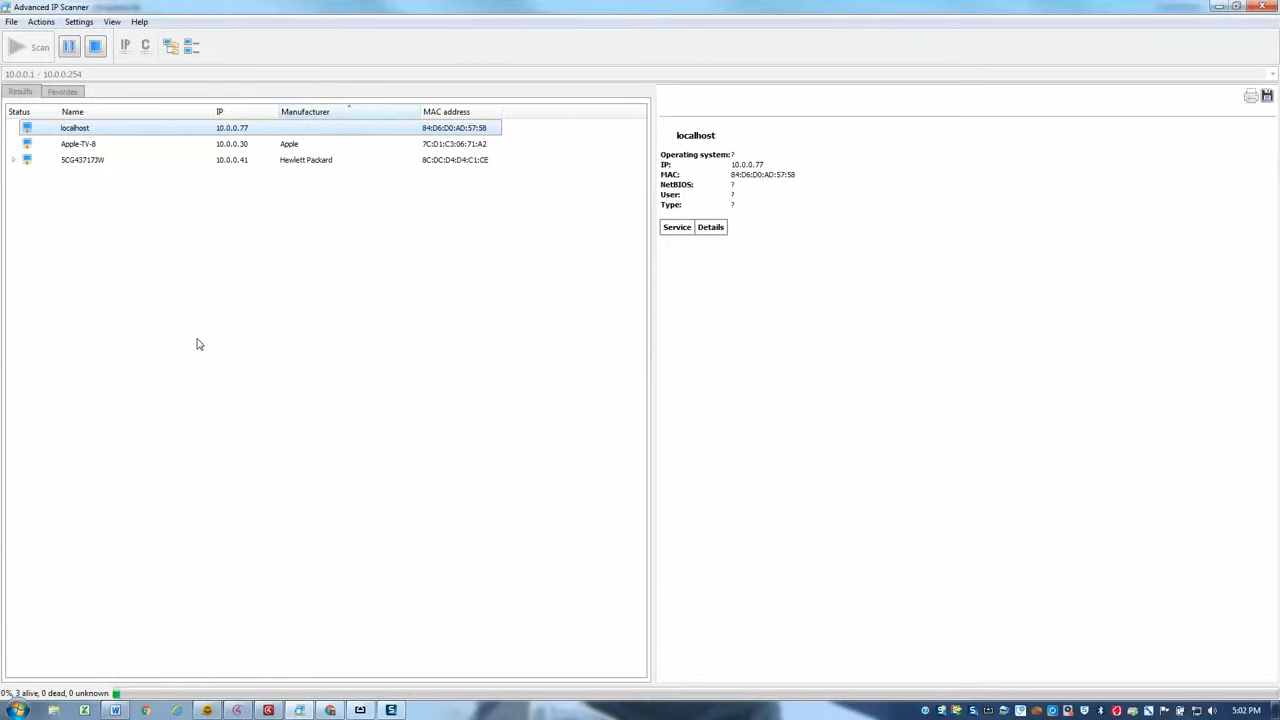 Advanced IP Scanner
File Actions Settings View Help
Scan IP C
10.0.0.1 - 10.0.0.254
Results Favorites
Status Name IP Manufacturer MAC address
localhost 10.0.0.77 84:D6:D0:AD:57:58
Apple-TV-8 10.0.0.30 Apple 7C:D1:C3:06:71:A2
5CG43717JW 10.0.0.41 Hewlett Packard 8C:DC:D4:D4:C1:CE
localhost
Operating system: ?
IP: 10.0.0.77
MAC: 84:D6:D0:AD:57:58
NetBIOS: ?
User: ?
Type: ?
Service Details
0%, 3 alive, 0 dead, 0 unknown
5:02 PM